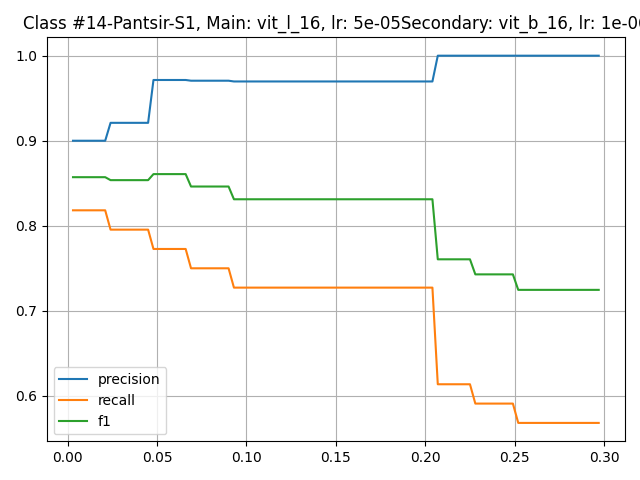 Class #14-Pantsir-S1, Main: vit_l_16, lr: 5e-05Secondary: vit_b_16, lr: 1e-06
1.0
0.9
0.8
0.7
0.6
precision
recall
f1
0.00 0.05 0.10 0.15 0.20 0.25 0.30